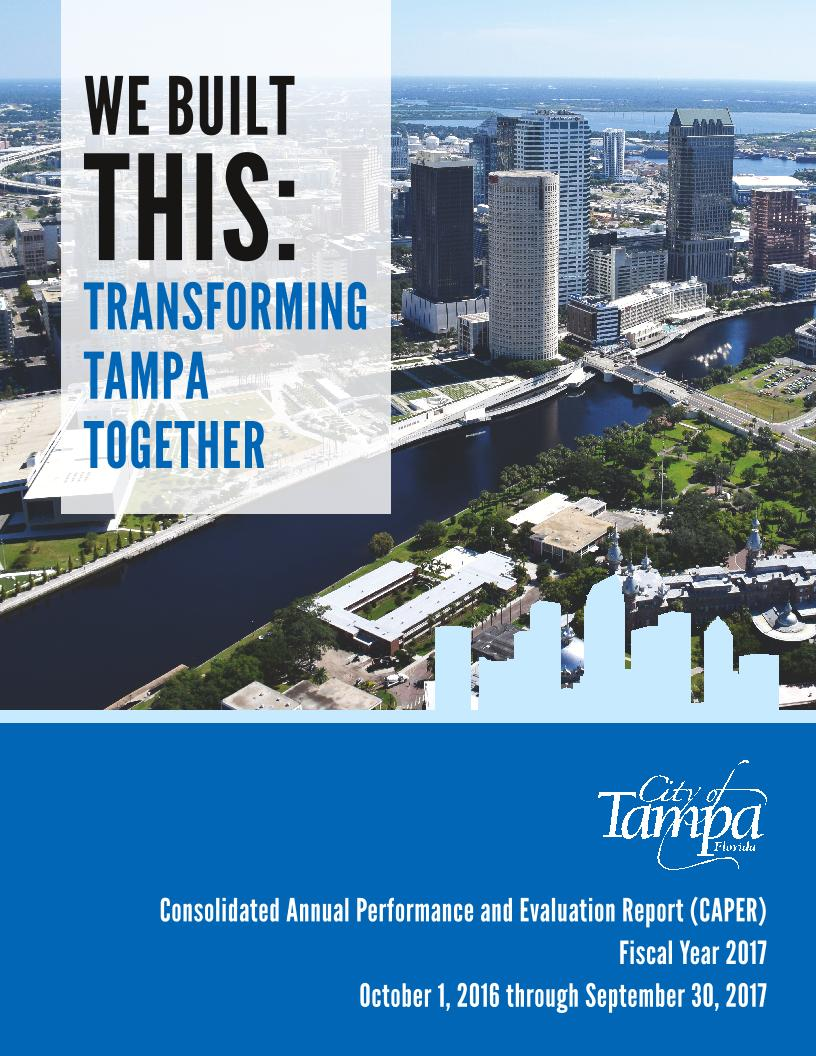 WE BUILT
THIS:
TRANSFORMING
TAMPA
TOGETHER
City of
Tampa
Florida
Consolidated Annual Performance and Evaluation Report (CAPER)
Fiscal Year 2017
October 1, 2016 through September 30, 2017